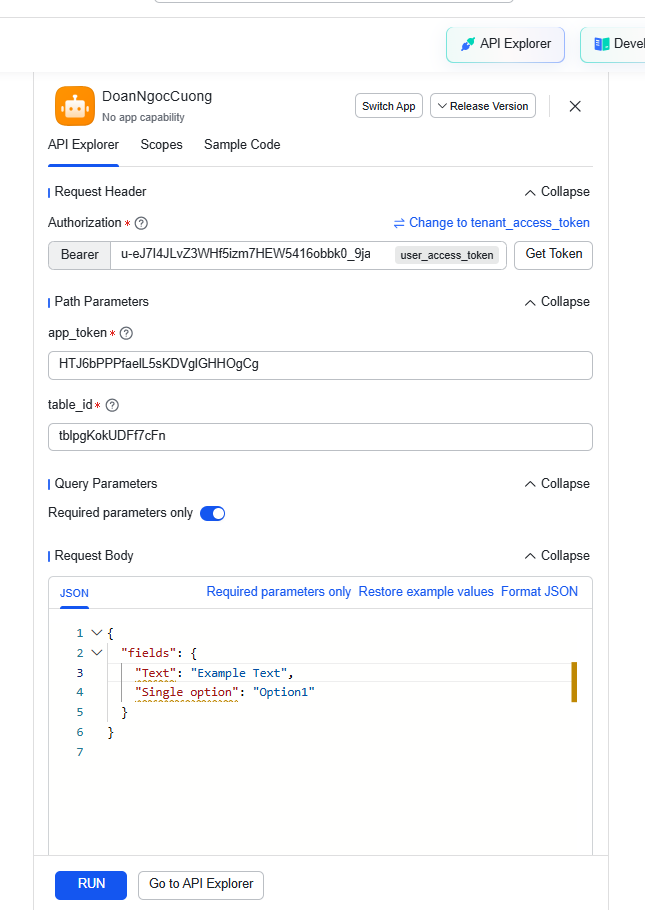 API Explorer
Devel
DoanNgocCuong
No app capability
Switch App
Release Version
API Explorer Scopes Sample Code
Request Header Collapse
Authorization * Change to tenant_access_token
Bearer u-eJ7I4JLvZ3WHf5izm7HEW5416obbk0_9ja user_access_token Get Token
Path Parameters Collapse
app_token *
HTJ6bPPPfaelL5sKDVglGHHOgCg
table_id *
tblpgKokUDFf7cFn
Query Parameters Collapse
Required parameters only
Request Body Collapse
JSON Required parameters only Restore example values Format JSON
1 {
2 "fields": {
3 "Text": "Example Text",
4 "Single option": "Option1"
5 }
6 }
7
RUN Go to API Explorer